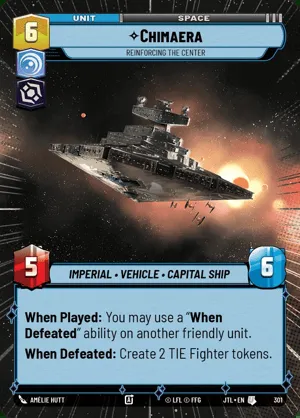 UNIT SPACE
6 ✧CHIMAERA
REINFORCING THE CENTER
5 IMPERIAL • VEHICLE • CAPITAL SHIP 6
When Played: You may use a “When
Defeated” ability on another friendly unit.
When Defeated: Create 2 TIE Fighter tokens.
AMÉLIE HUTT © LFL © FFG JTL • EN 301